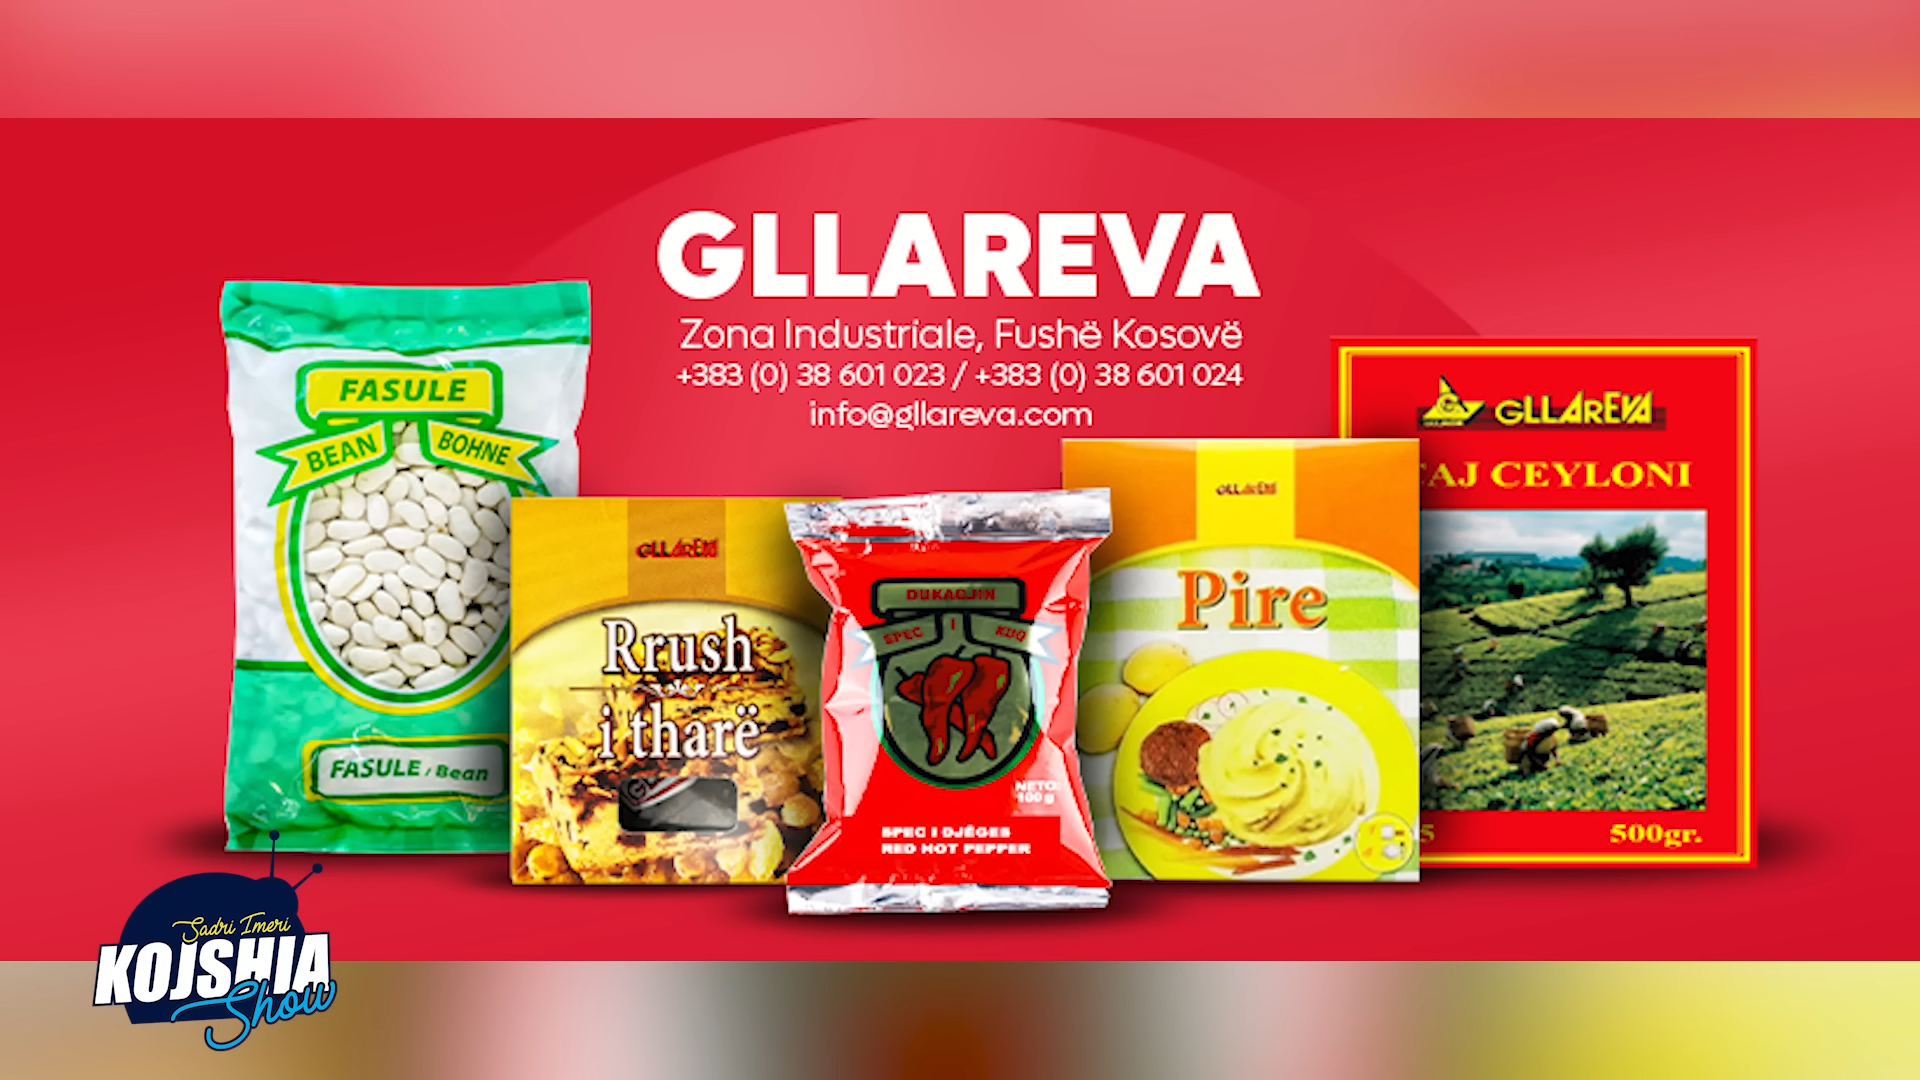 GLLAREVA
Zona Industriale, Fushë Kosovë
+383 (0) 38 601 023 / +383 (0) 38 601 024
info@gllareva.com
FASULE
BEAN
BOHNE
FASULE / Bean
GLLAREVA
Rrush
i tharë
DUKAGJIN
SPEC I KUQ
NETO:
100 g
SPEC I DJÉGES
RED HOT PEPPER
GLLAREVA
Pire
GLLAREVA
ÇAJ CEYLONI
500gr.
Sadri Imeri
KOJSHIA
Show